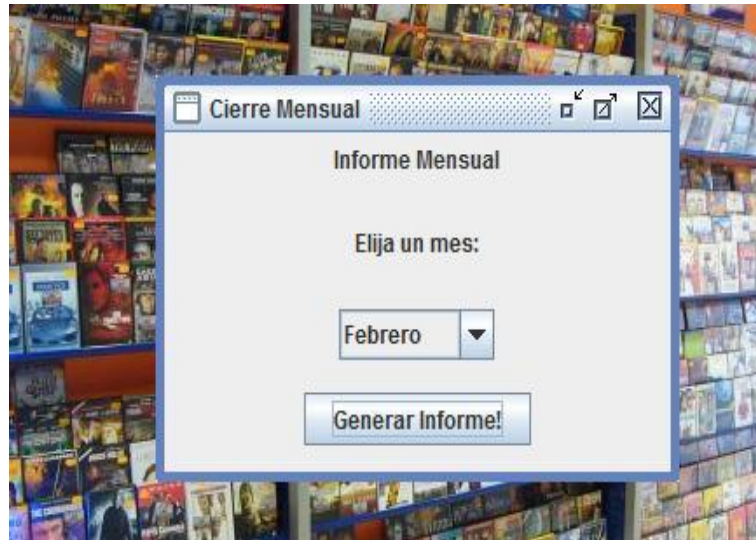 Cierre Mensual
Informe Mensual
Elija un mes:
Febrero
Generar Informe!